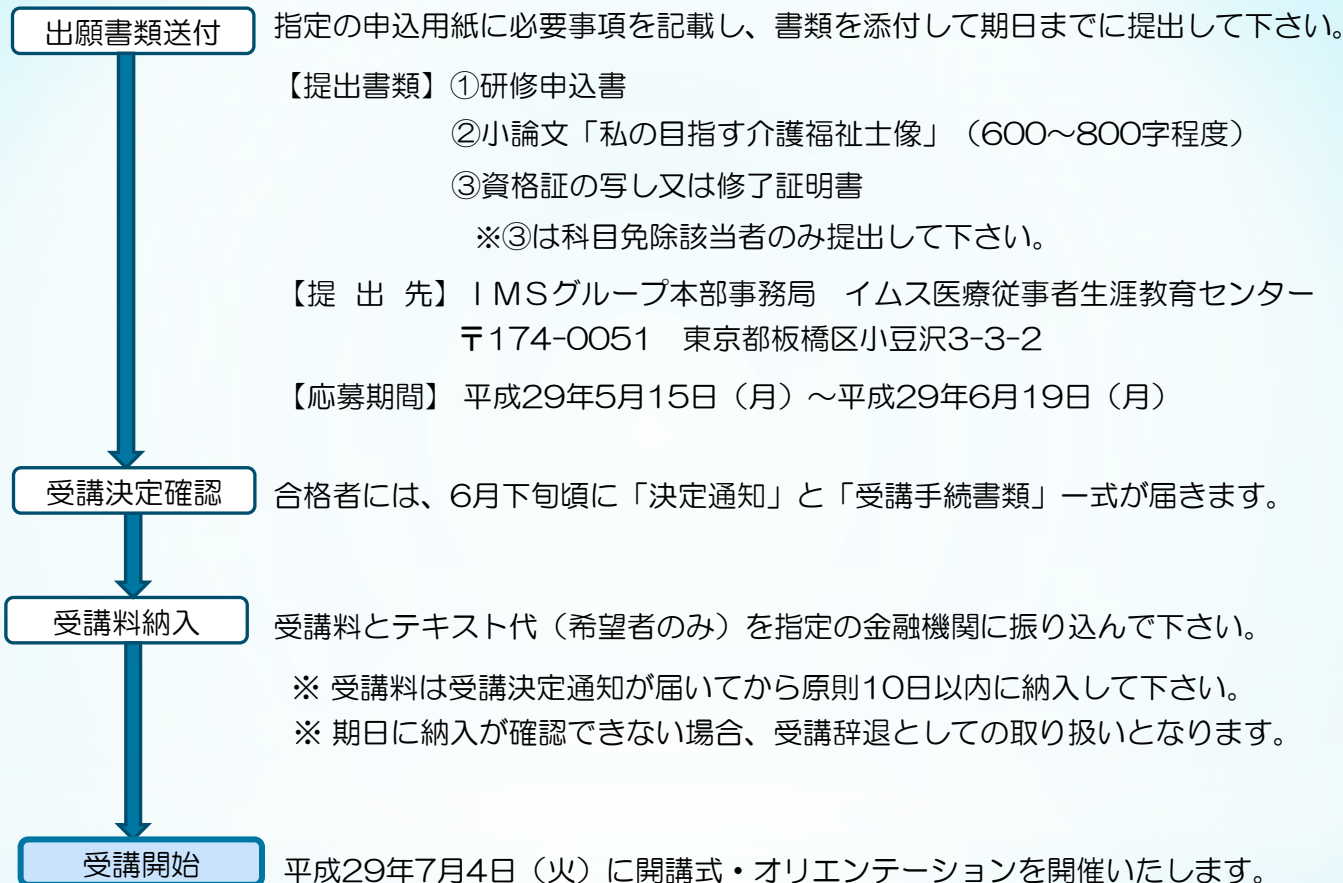 出願書類送付 指定の申込用紙に必要事項を記載し、書類を添付して期日までに提出して下さい。
【提出書類】①研修申込書
②小論文「私の目指す介護福祉士像」（600～800字程度）
③資格証の写し又は修了証明書
※③は科目免除該当者のみ提出して下さい。
【提 出 先】ＩＭＳグループ本部事務局　イムス医療従事者生涯教育センター
〒174-0051　東京都板橋区小豆沢3-3-2
【応募期間】 平成29年5月15日（月）～平成29年6月19日（月）
受講決定確認 合格者には、6月下旬頃に「決定通知」と「受講手続書類」一式が届きます。
受講料納入 受講料とテキスト代（希望者のみ）を指定の金融機関に振り込んで下さい。
※ 受講料は受講決定通知が届いてから原則10日以内に納入して下さい。
※ 期日に納入が確認できない場合、受講辞退としての取り扱いとなります。
受講開始 平成29年7月4日（火）に開講式・オリエンテーションを開催いたします。